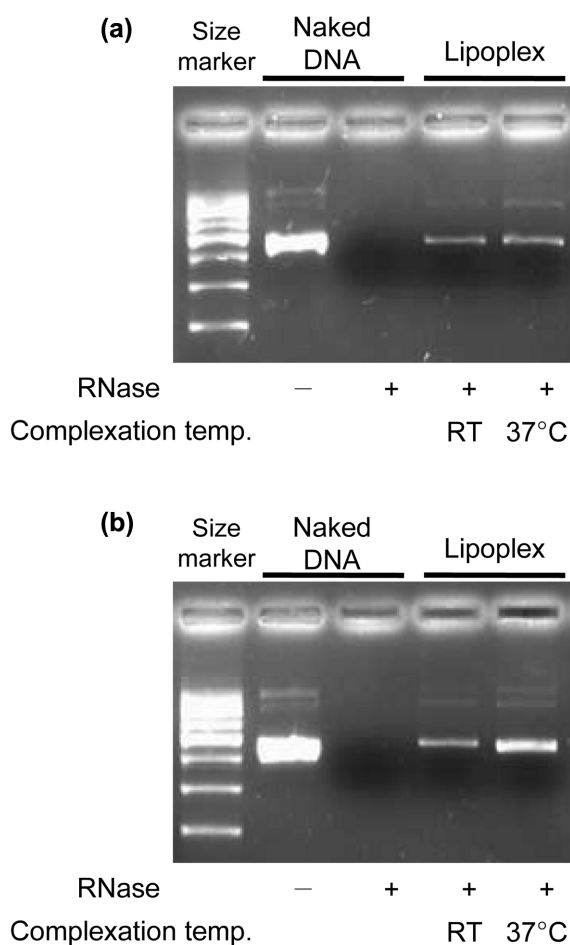 (a)
Size
marker
Naked
DNA
Lipoplex
RNase − + + +
Complexation temp. RT 37°C
(b)
Size
marker
Naked
DNA
Lipoplex
RNase − + + +
Complexation temp. RT 37°C